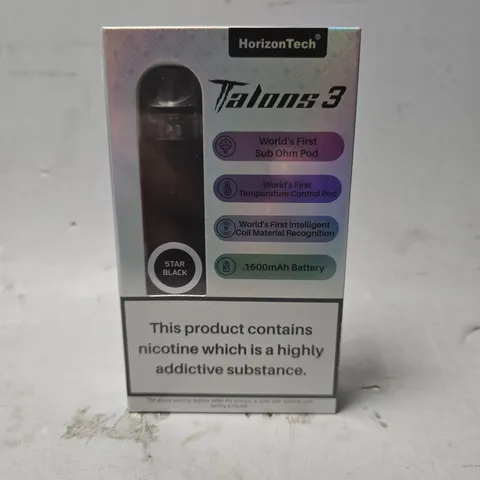 HorizonTech®
Talons 3
World's First
Sub Ohm Pod
World's First
Temperature Control Pod
World's First Intelligent
Coil Material Recognition
1600mAh Battery
STAR
BLACK
This product contains
nicotine which is a highly
addictive substance.